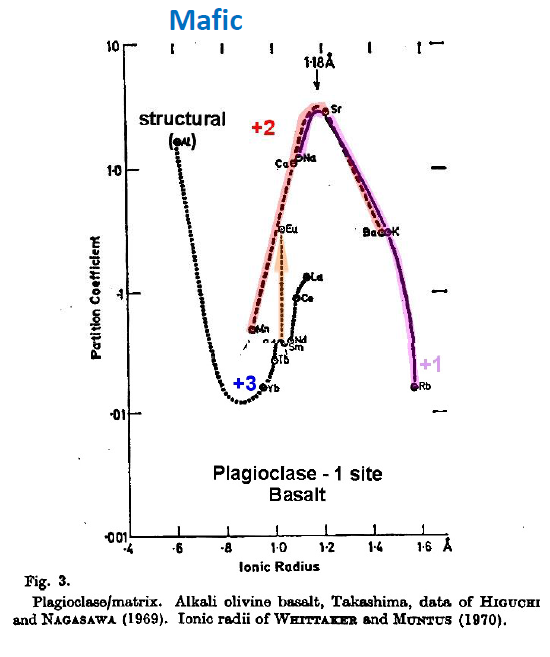 Mafic
10
1·18Å
Sr
structural
(Al)
+2
Ca
Na
1·0
Eu
Ba
K
Partition Coefficient
·1
La
Ce
Mn
Nd
Sm
Tb
+3
Yb
+1
Rb
·01
Plagioclase - 1 site
Basalt
·001
·4 ·6 ·8 1·0 1·2 1·4 1·6 Å
Ionic Radius
Fig. 3.
Plagioclase/matrix. Alkali olivine basalt, Takashima, data of HIGUCHI
and NAGASAWA (1969). Ionic radii of WHITTAKER and MUNTUS (1970).